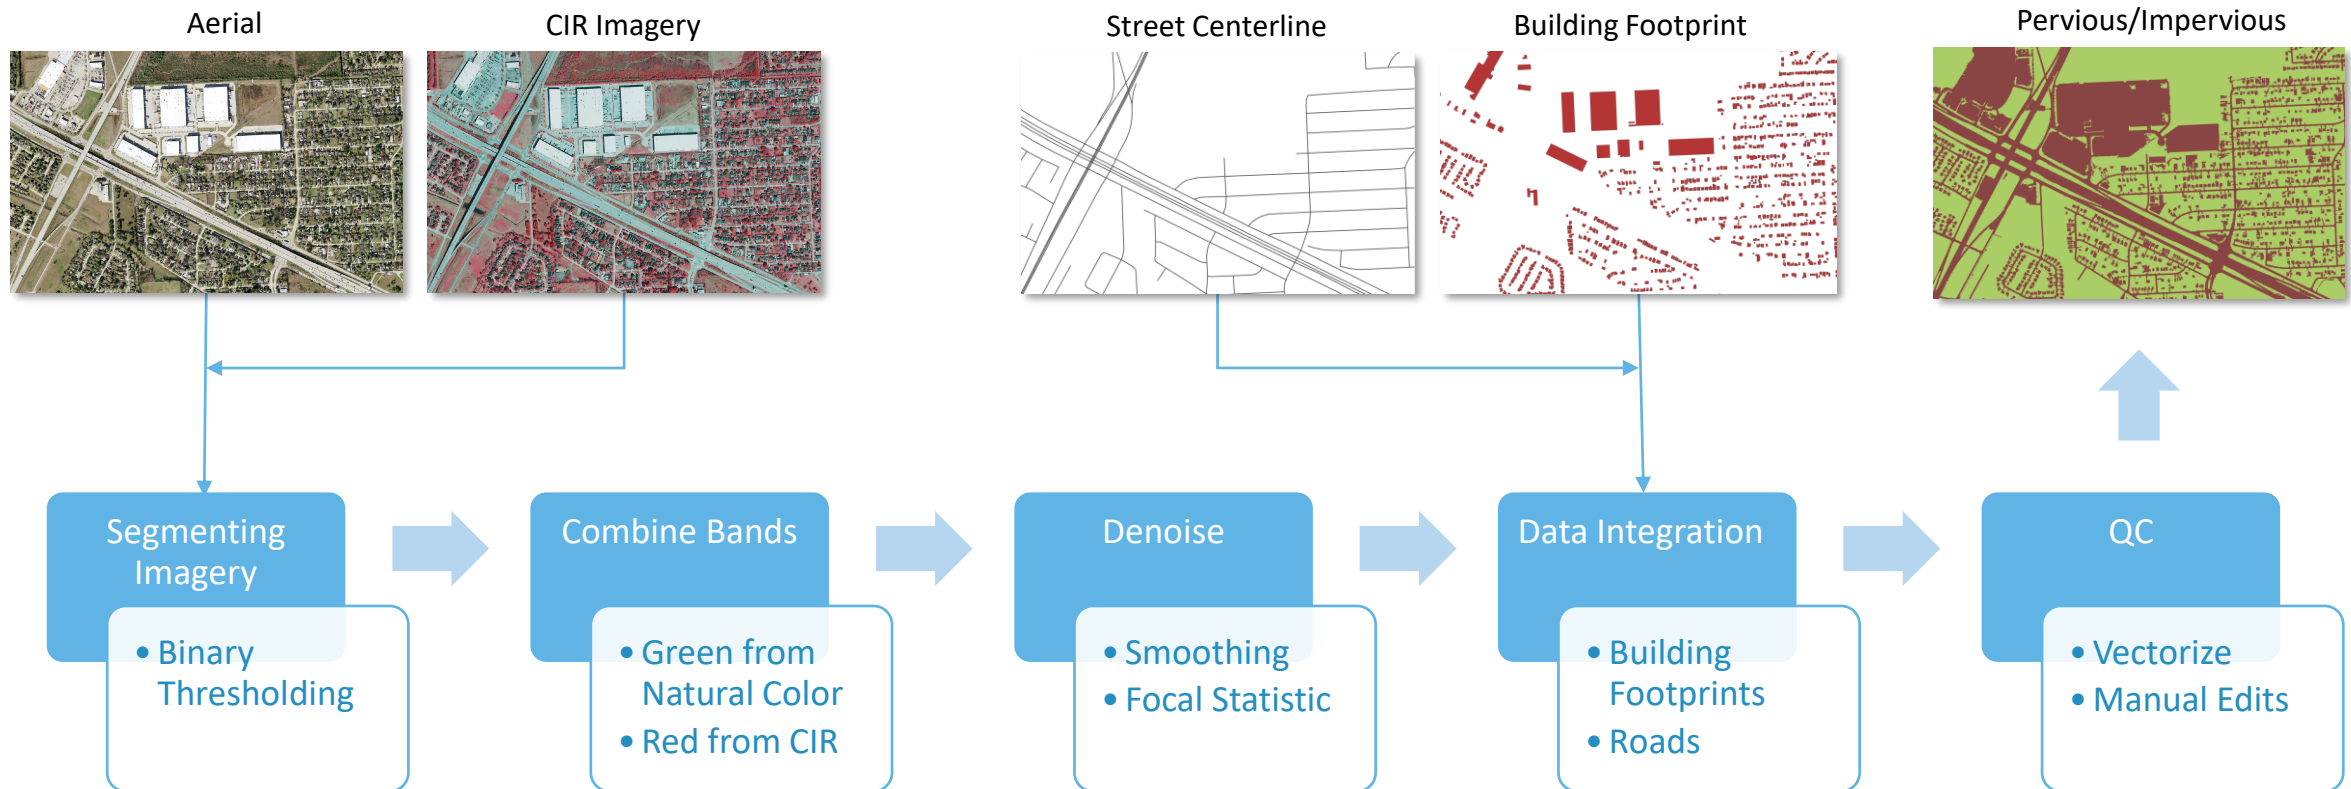 Aerial
CIR Imagery
Street Centerline
Building Footprint
Pervious/Impervious
Segmenting
Imagery
• Binary
Thresholding
Combine Bands
• Green from
Natural Color
• Red from CIR
Denoise
• Smoothing
• Focal Statistic
Data Integration
• Building
Footprints
• Roads
QC
• Vectorize
• Manual Edits